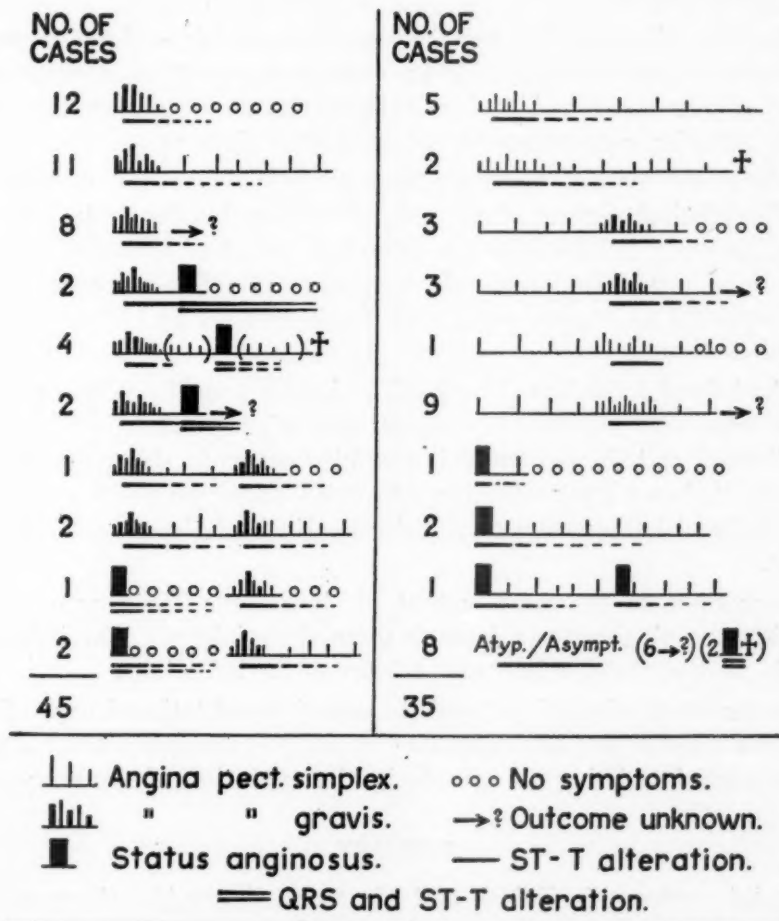 NO. OF
CASES
12
11
8 ?
2
4 ( ) ( )
2 ?
1
2
1
2
45
NO. OF
CASES
5
2
3
3 ?
1
9 ?
1
2
1
8 Atyp./Asympt. (6→?) (2 ☩)
35
Angina pect. simplex.
" " gravis.
Status anginosus.
No symptoms.
→? Outcome unknown.
ST-T alteration.
QRS and ST-T alteration.